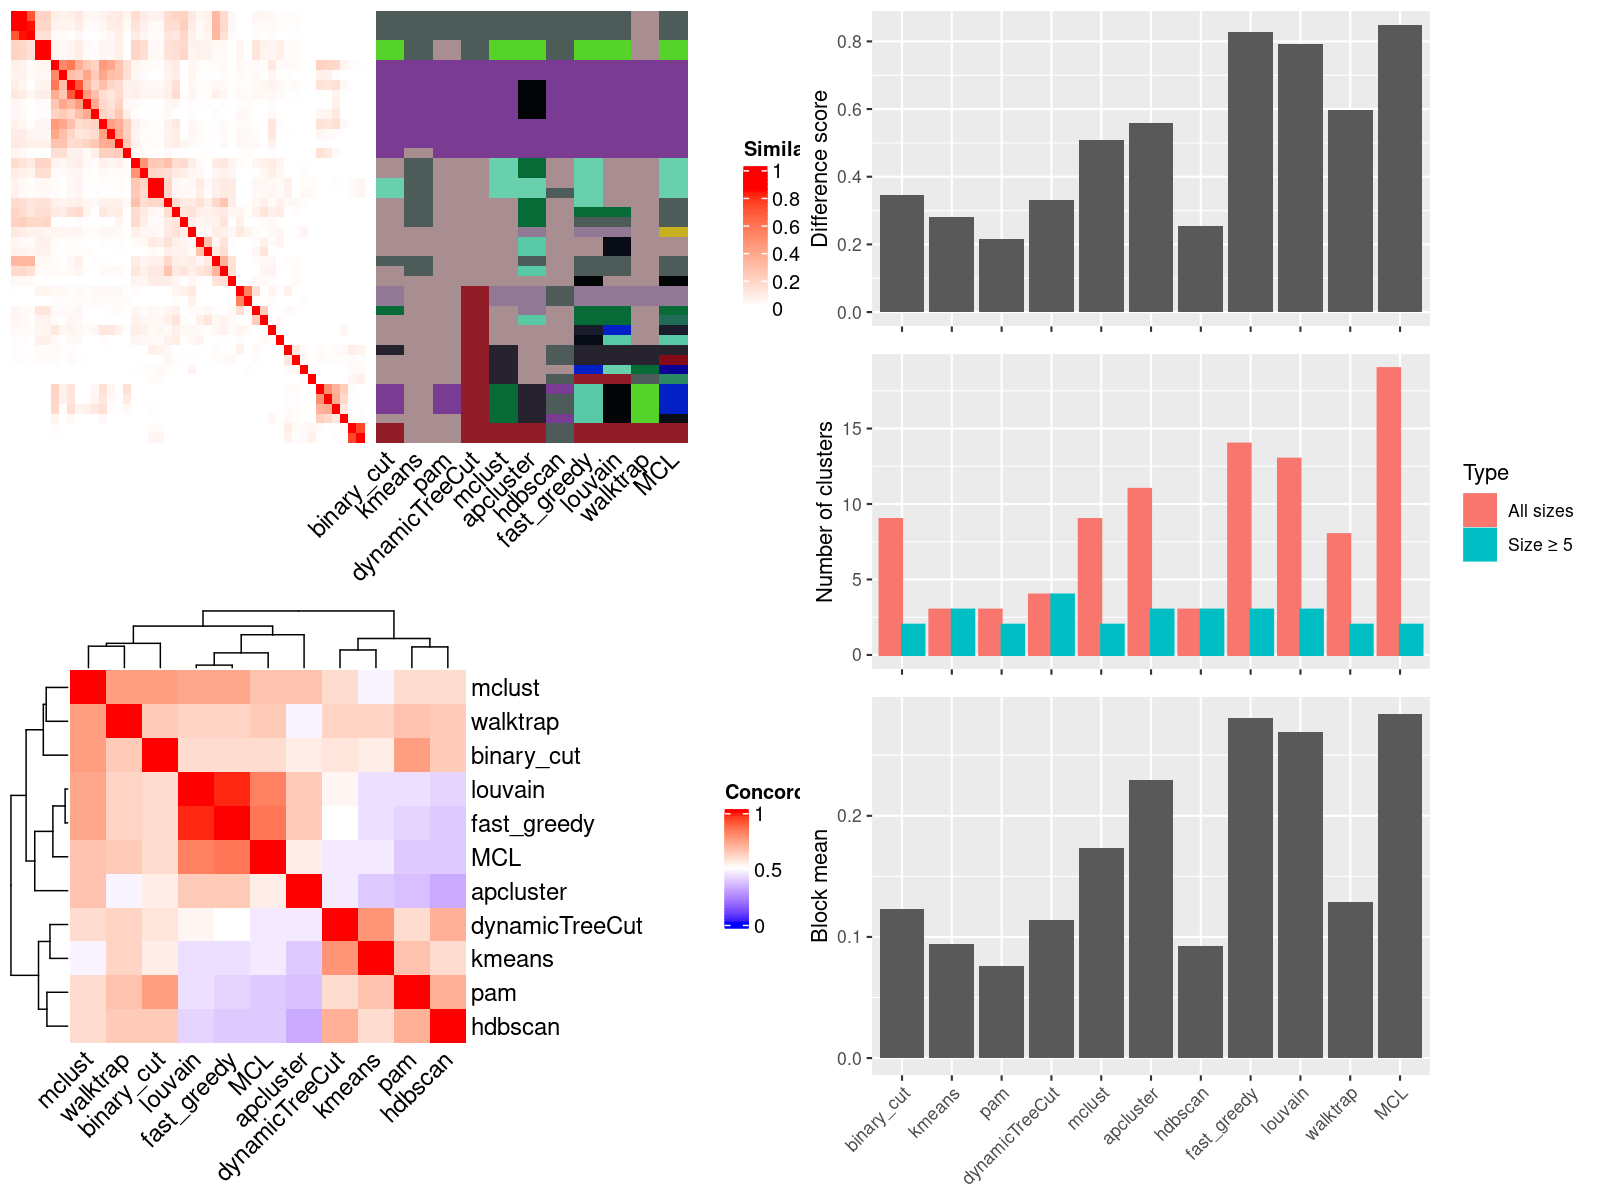 Simila
1
0.8
0.6
0.4
0.2
0
binary_cut
kmeans
pam
dynamicTreeCut
mclust
apcluster
hdbscan
fast_greedy
louvain
walktrap
MCL
mclust
walktrap
binary_cut
louvain
fast_greedy
MCL
apcluster
dynamicTreeCut
kmeans
pam
hdbscan
mclust
walktrap
binary_cut
louvain
fast_greedy
MCL
apcluster
dynamicTreeCut
kmeans
pam
hdbscan
Concord
1
0.5
0
Difference score
0.8
0.6
0.4
0.2
0.0
Number of clusters
15
10
5
0
Type
All sizes
Size ≥ 5
Block mean
0.2
0.1
0.0
binary_cut
kmeans
pam
dynamicTreeCut
mclust
apcluster
hdbscan
fast_greedy
louvain
walktrap
MCL